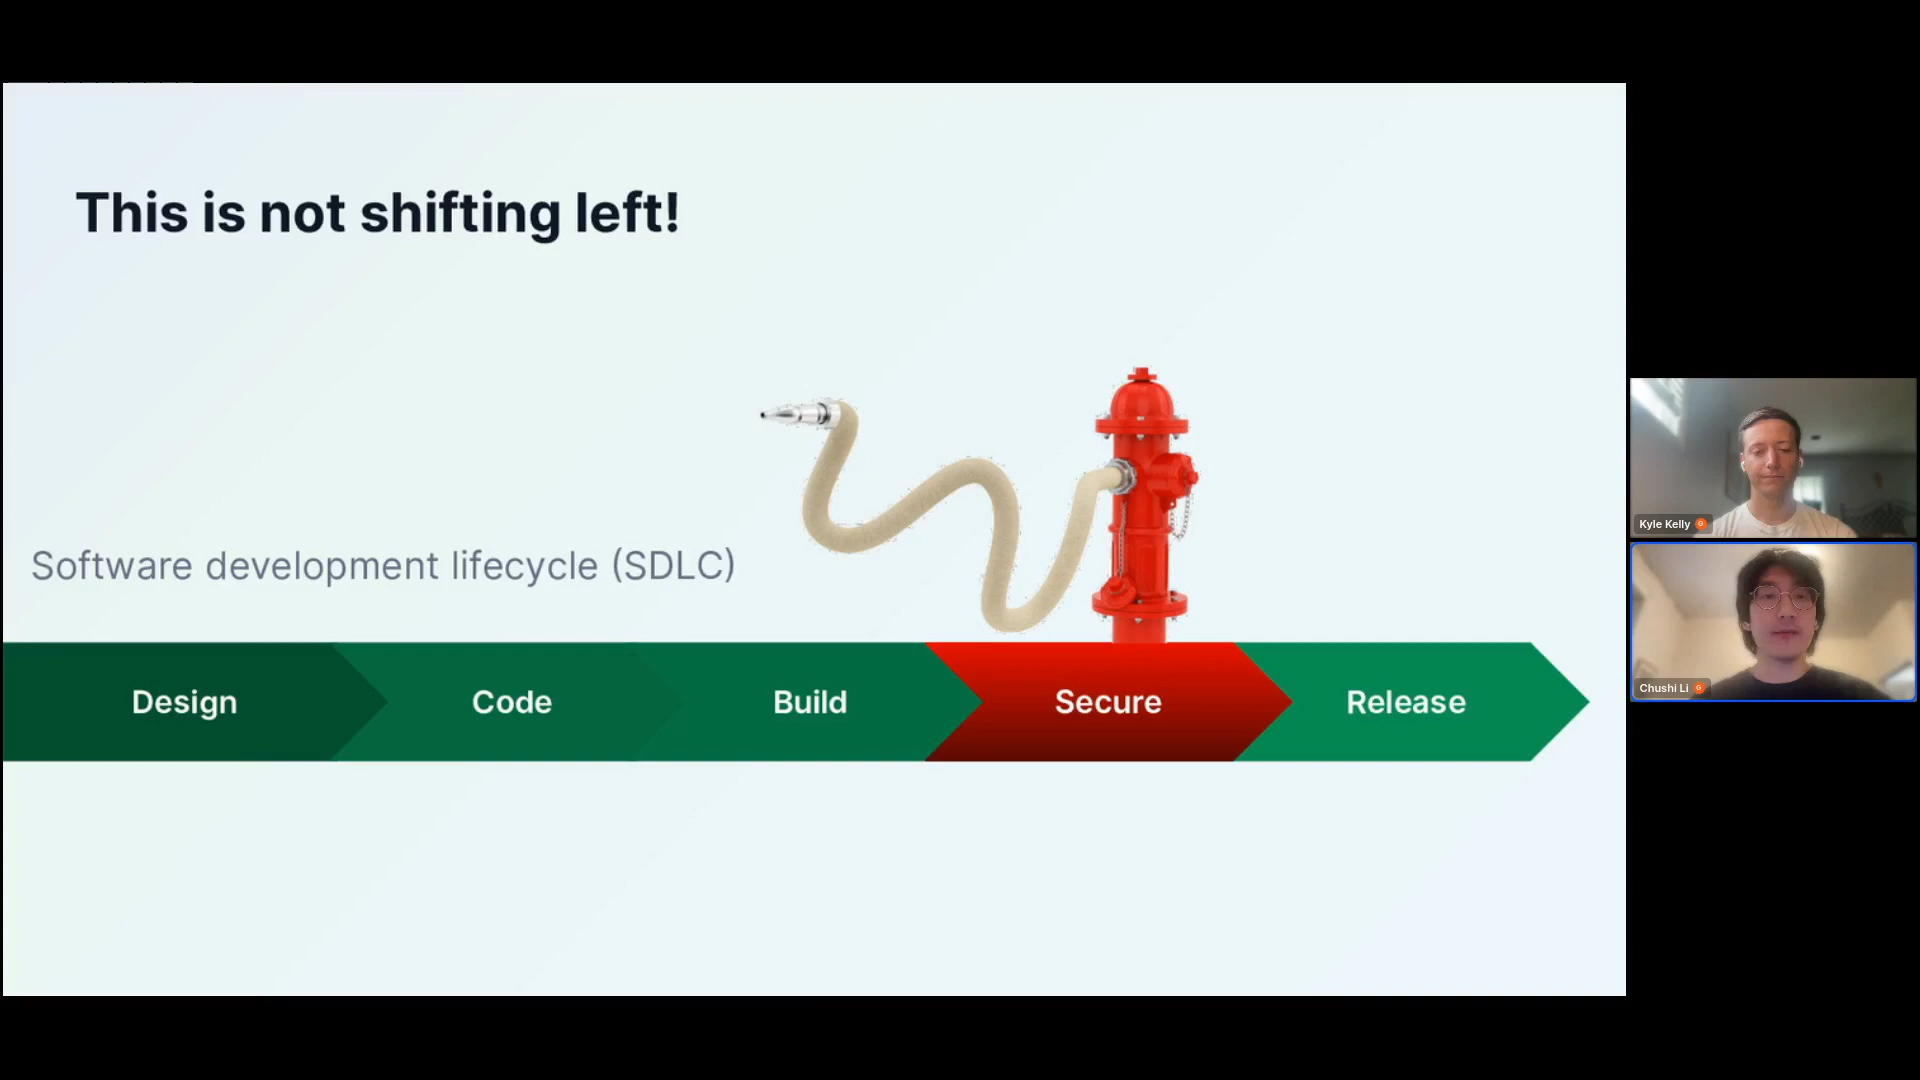 This is not shifting left!
Software development lifecycle (SDLC)
Design
Code
Build
Secure
Release
Kyle Kelly
Chushi Li